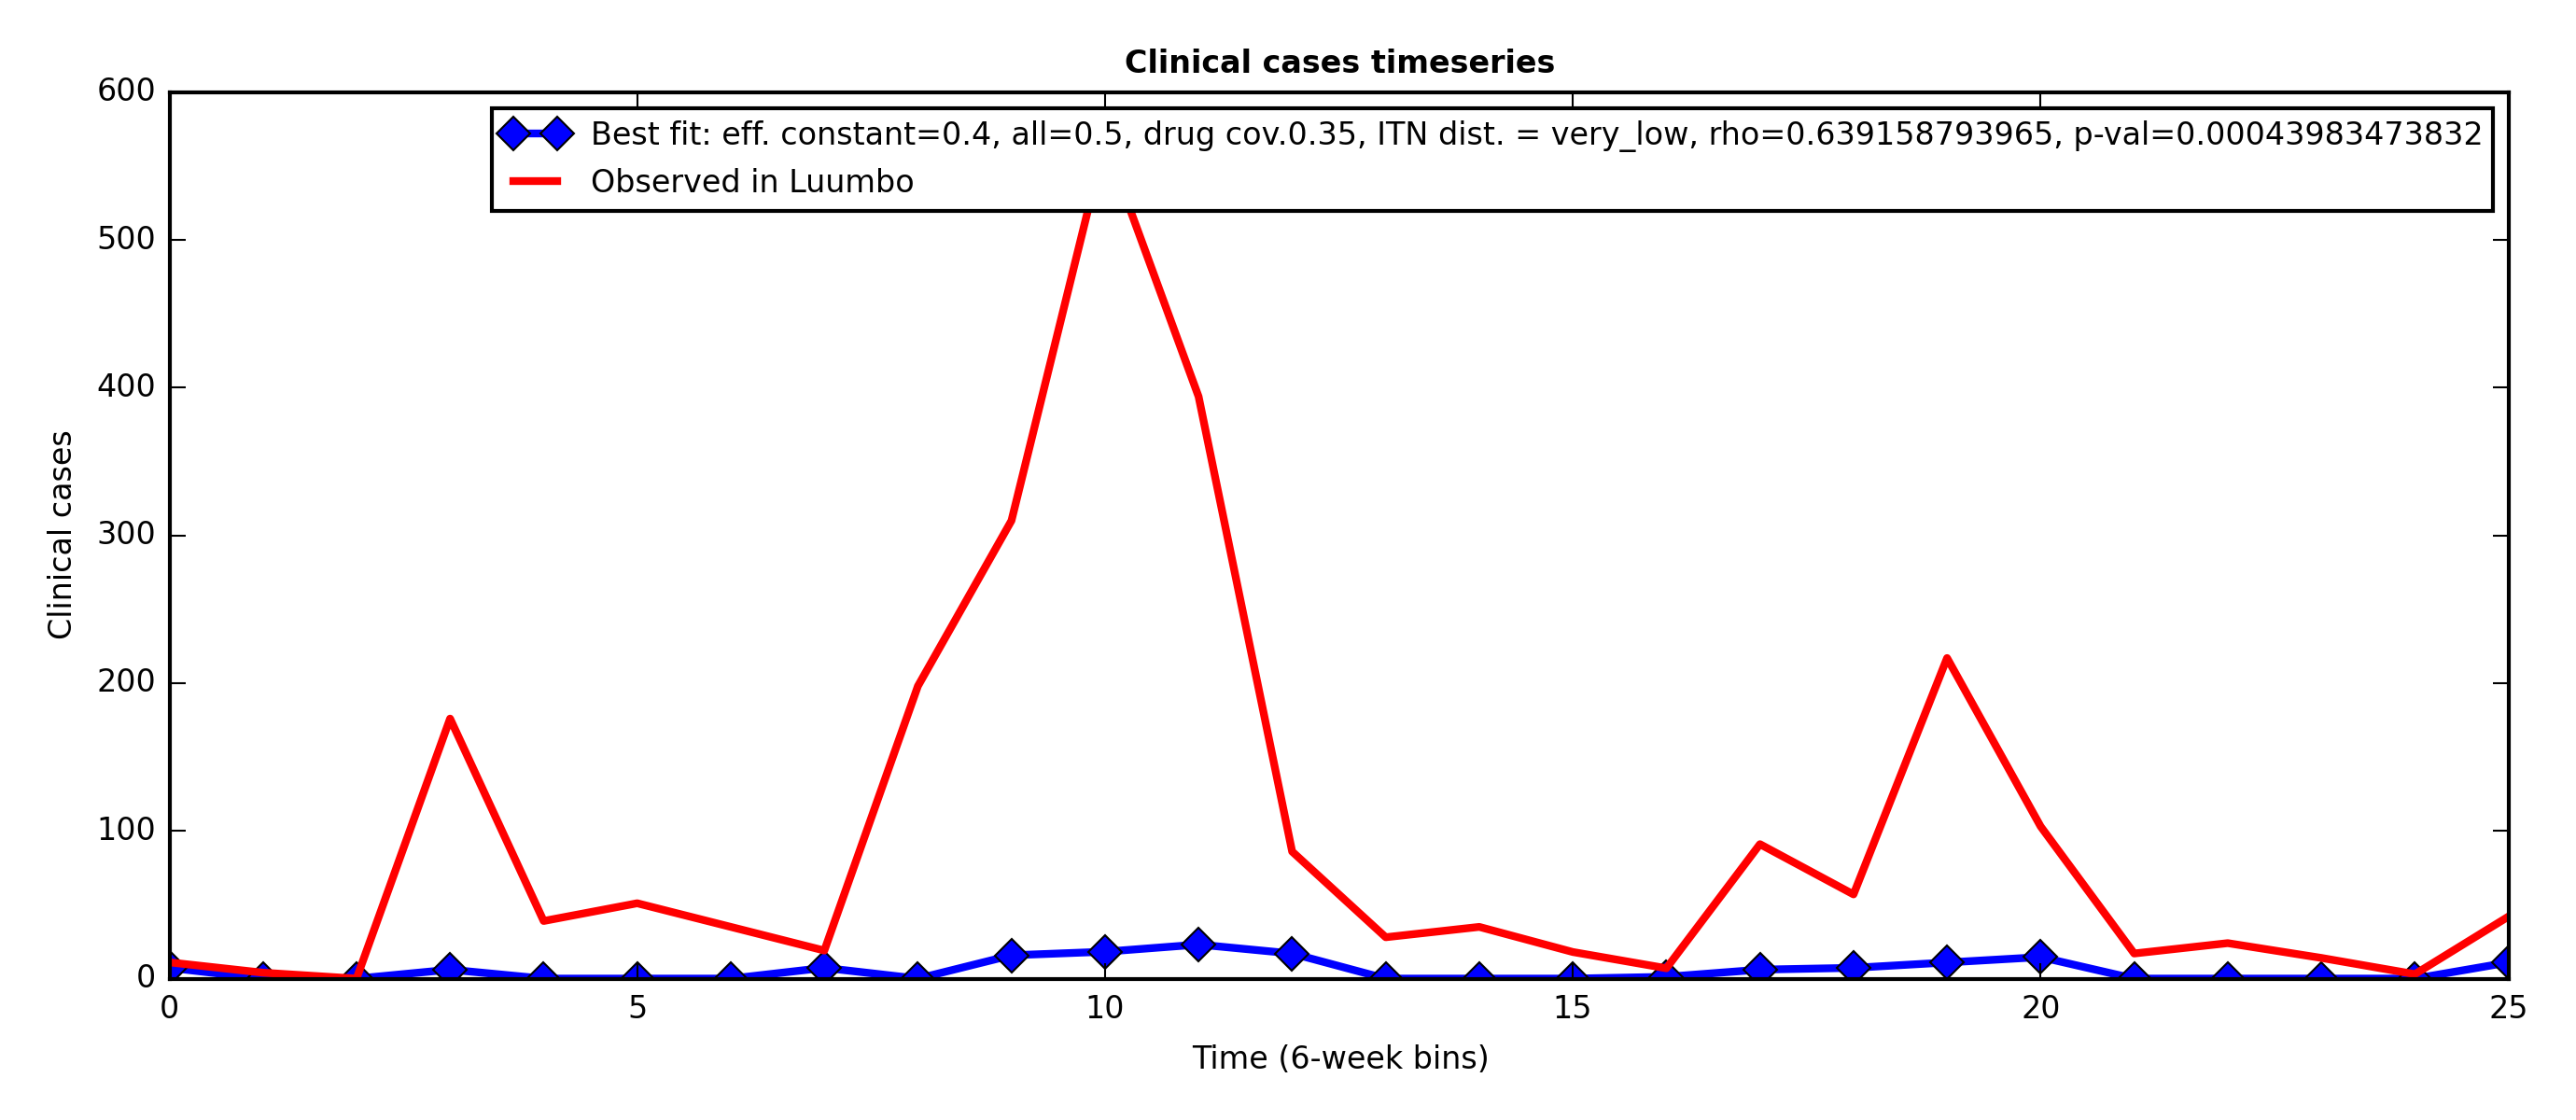 Clinical cases timeseries
Best fit: eff. constant=0.4, all=0.5, drug cov.0.35, ITN dist. = very_low, rho=0.639158793965, p-val=0.00043983473832
Observed in Luumbo
600
500
400
300
200
100
0
Clinical cases
0 5 10 15 20 25
Time (6-week bins)